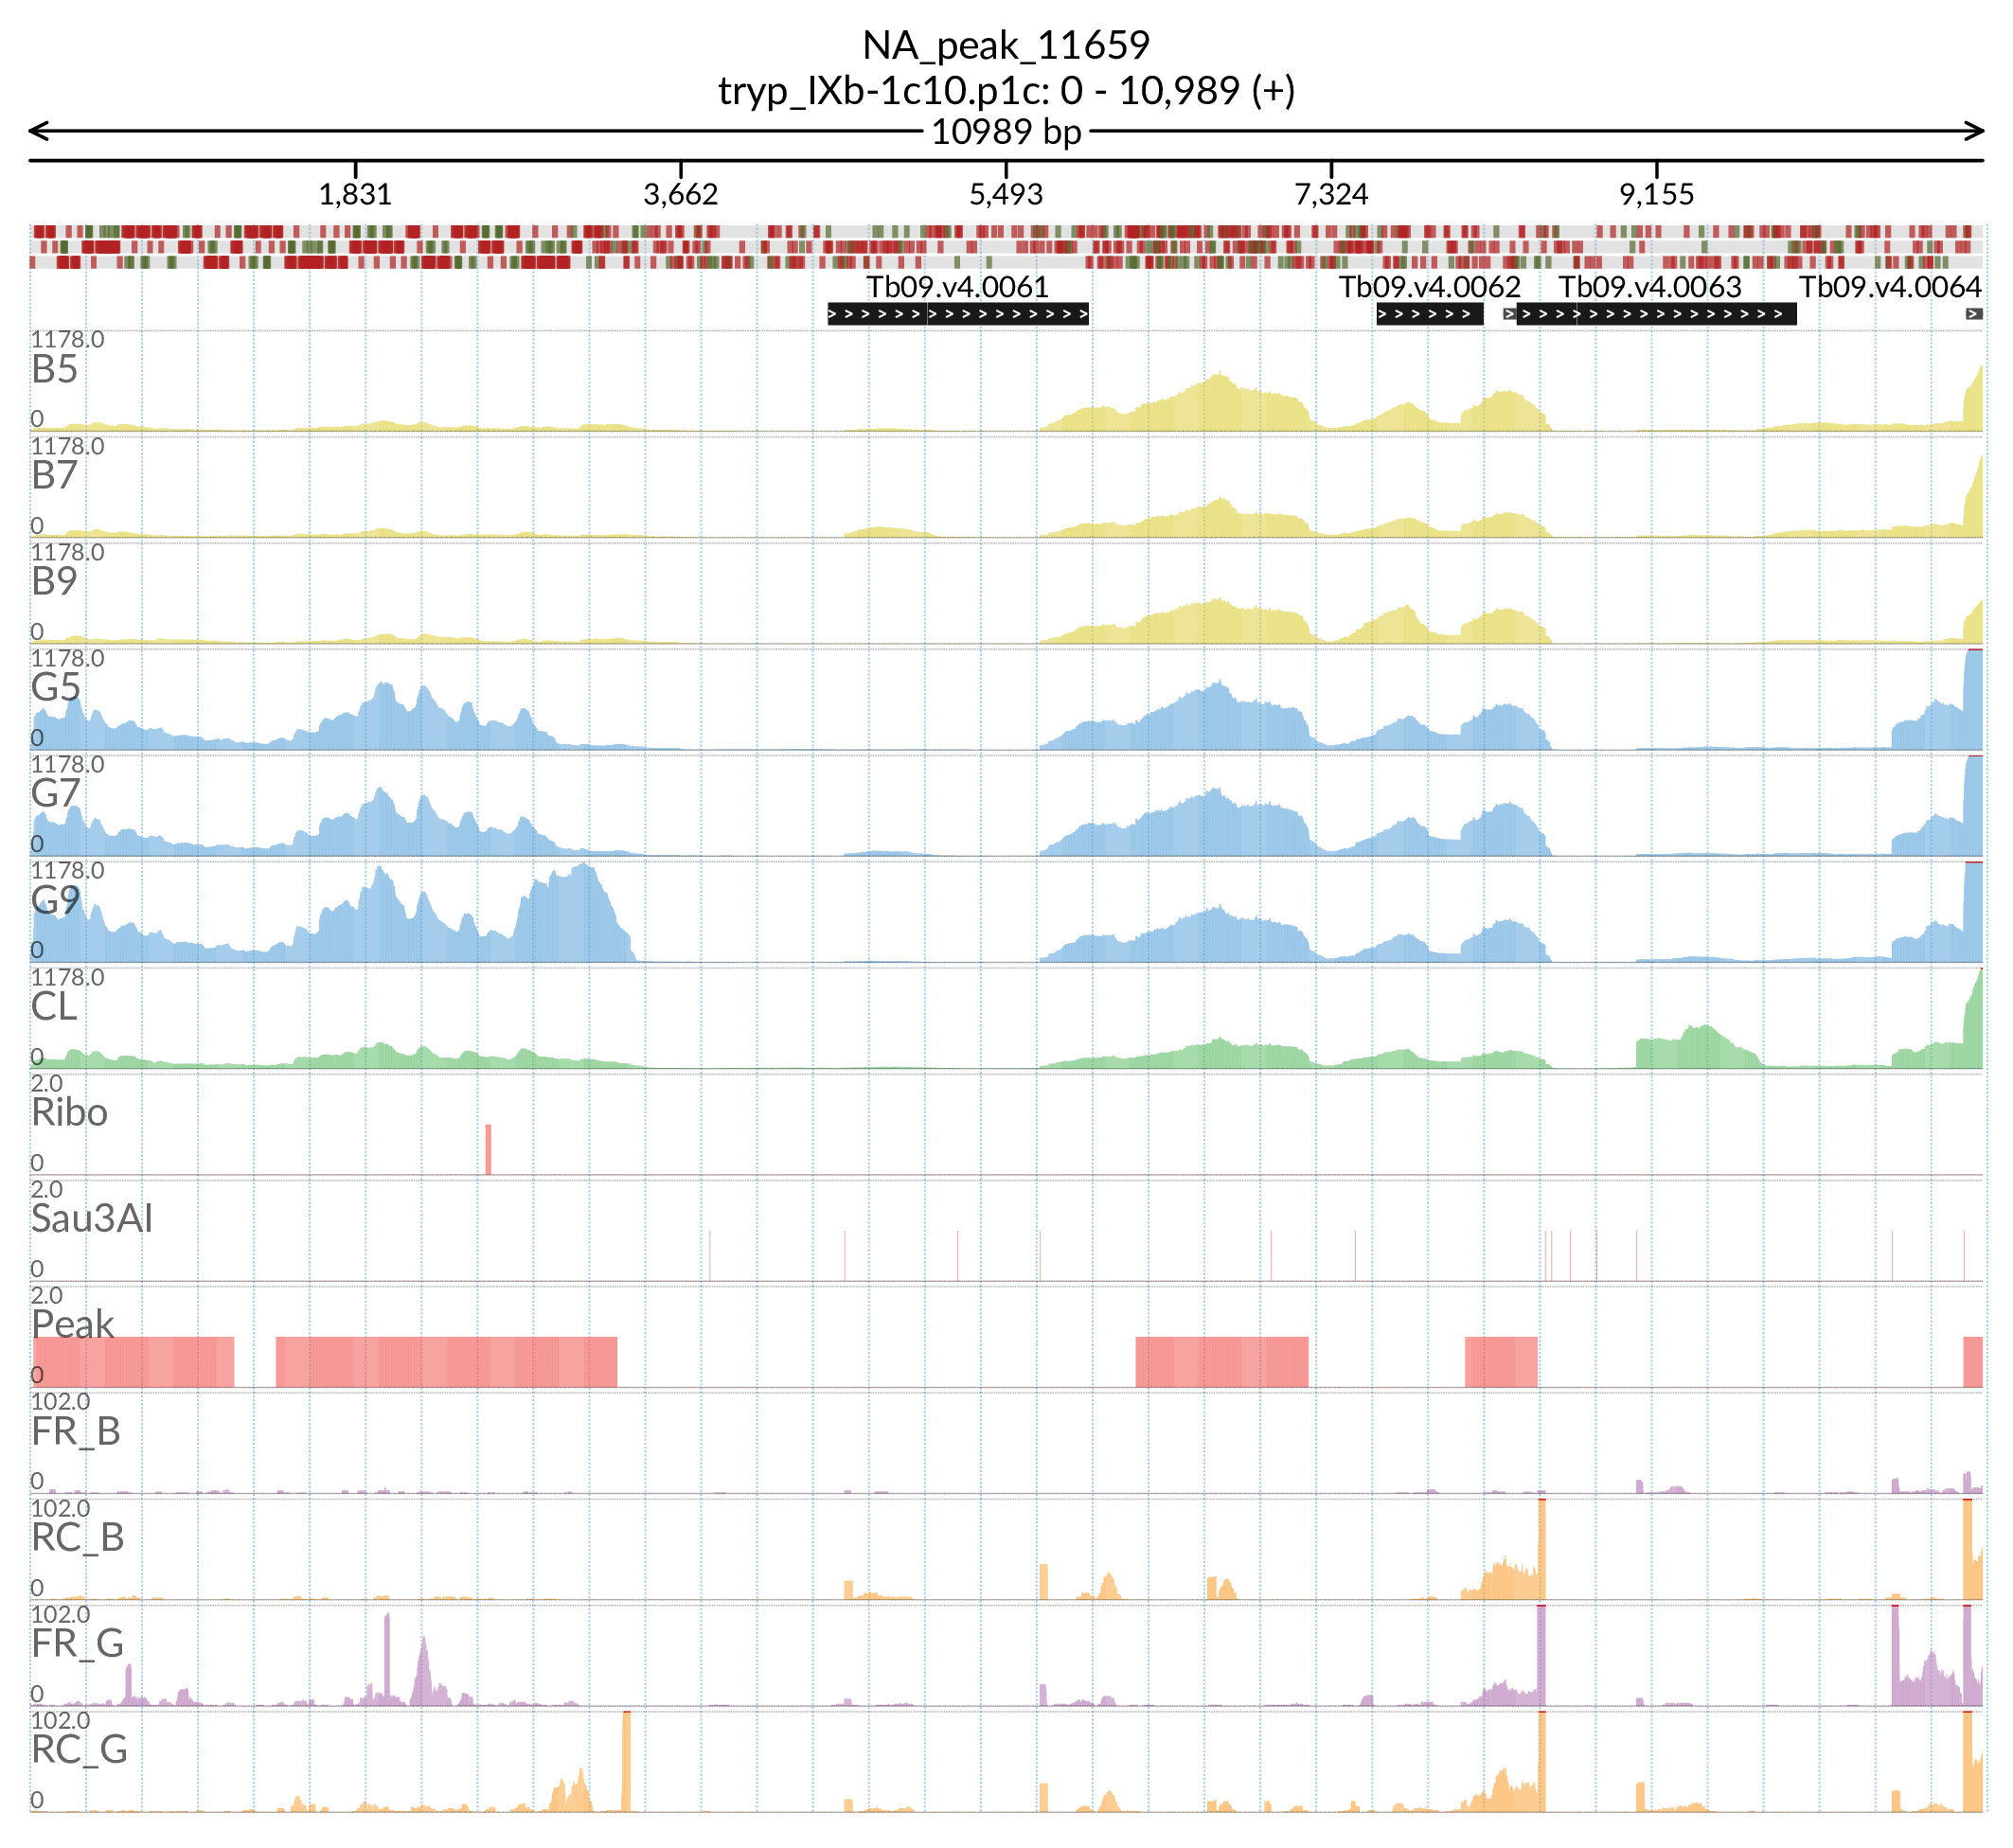 NA_peak_11659
tryp_IXb-1c10.p1c: 0 - 10,989 (+)
10989 bp
1,831 3,662 5,493 7,324 9,155
Tb09.v4.0061 Tb09.v4.0062 Tb09.v4.0063 Tb09.v4.0064
1178.0
B5
0
1178.0
B7
0
1178.0
B9
0
1178.0
G5
0
1178.0
G7
0
1178.0
G9
0
1178.0
CL
0
2.0
Ribo
0
2.0
Sau3AI
0
2.0
Peak
0
102.0
FR_B
0
102.0
RC_B
0
102.0
FR_G
0
102.0
RC_G
0